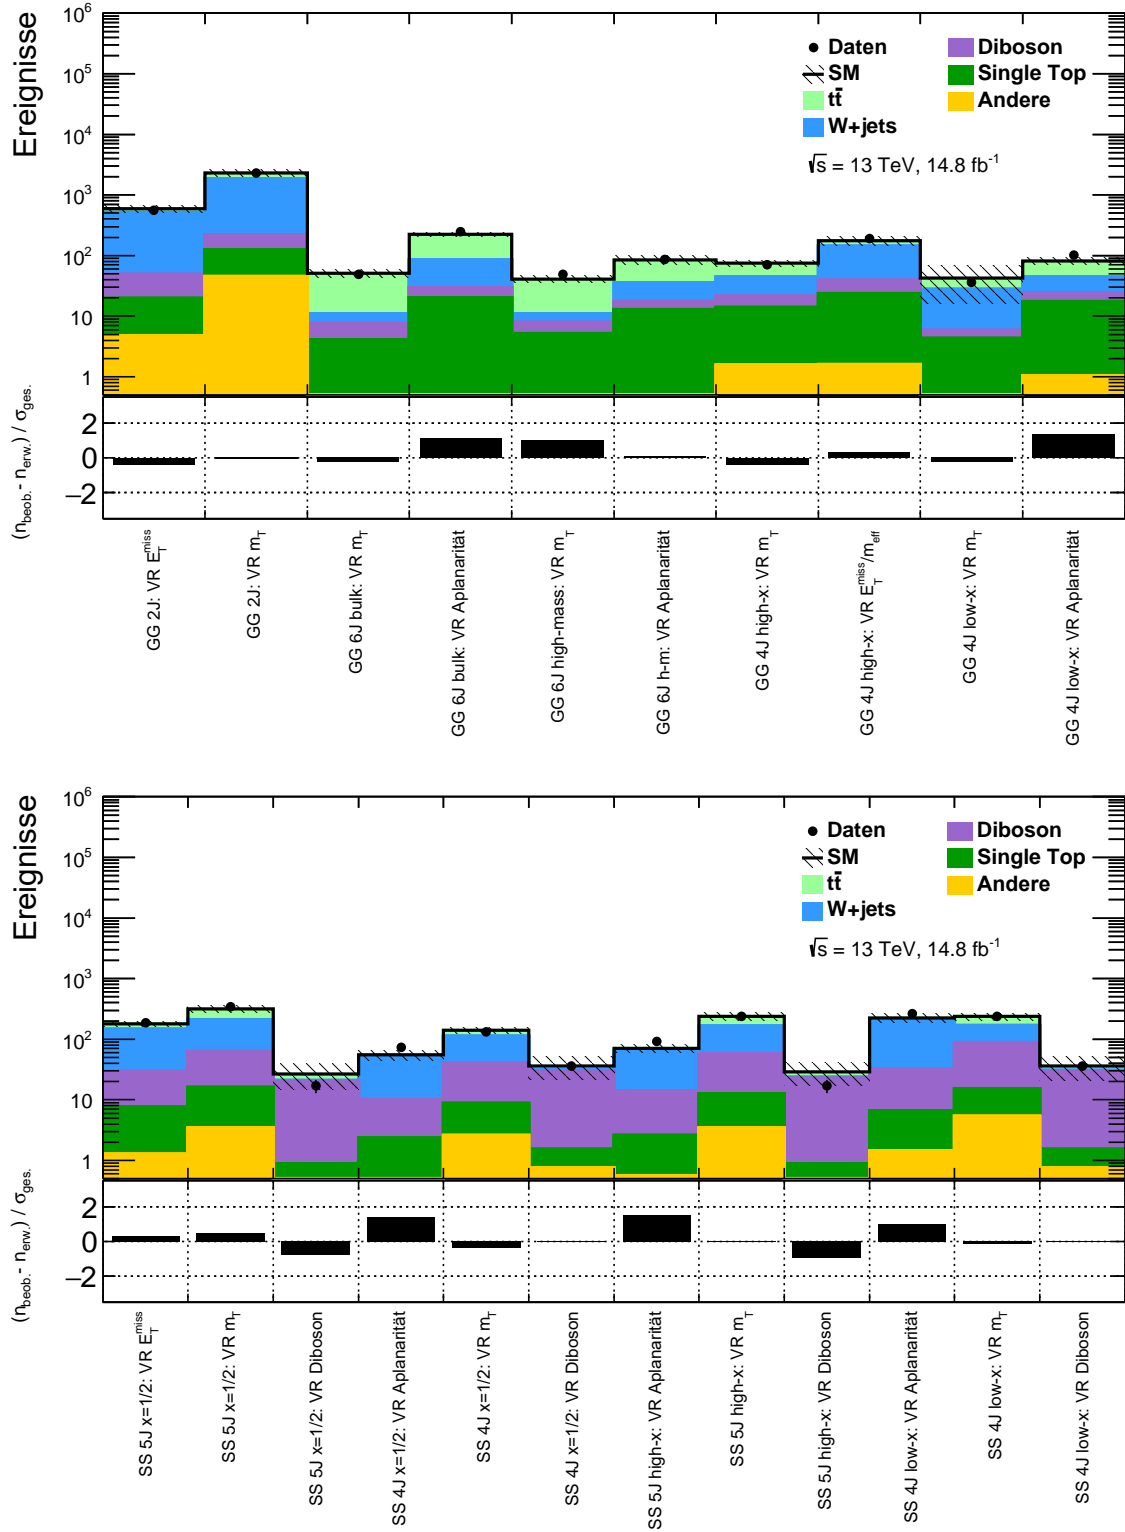 Ereignisse
10^6
10^5
10^4
10^3
10^2
10
1
Daten
SM
tt̄
W+jets
Diboson
Single Top
Andere
√s = 13 TeV, 14.8 fb^-1
(n_beob. - n_erw.) / σ_ges.
2
0
−2
GG 2J: VR E_T^miss
GG 2J: VR m_T
GG 6J bulk: VR m_T
GG 6J bulk: VR Aplanarität
GG 6J high-mass: VR m_T
GG 6J h-m: VR Aplanarität
GG 4J high-x: VR m_T
GG 4J high-x: VR E_T^miss/m_eff
GG 4J low-x: VR m_T
GG 4J low-x: VR Aplanarität
Ereignisse
10^6
10^5
10^4
10^3
10^2
10
1
Daten
SM
tt̄
W+jets
Diboson
Single Top
Andere
√s = 13 TeV, 14.8 fb^-1
(n_beob. - n_erw.) / σ_ges.
2
0
−2
SS 5J x=1/2: VR E_T^miss
SS 5J x=1/2: VR m_T
SS 5J x=1/2: VR Diboson
SS 4J x=1/2: VR Aplanarität
SS 4J x=1/2: VR m_T
SS 4J x=1/2: VR Diboson
SS 5J high-x: VR Aplanarität
SS 5J high-x: VR m_T
SS 5J high-x: VR Diboson
SS 4J low-x: VR Aplanarität
SS 4J low-x: VR m_T
SS 4J low-x: VR Diboson